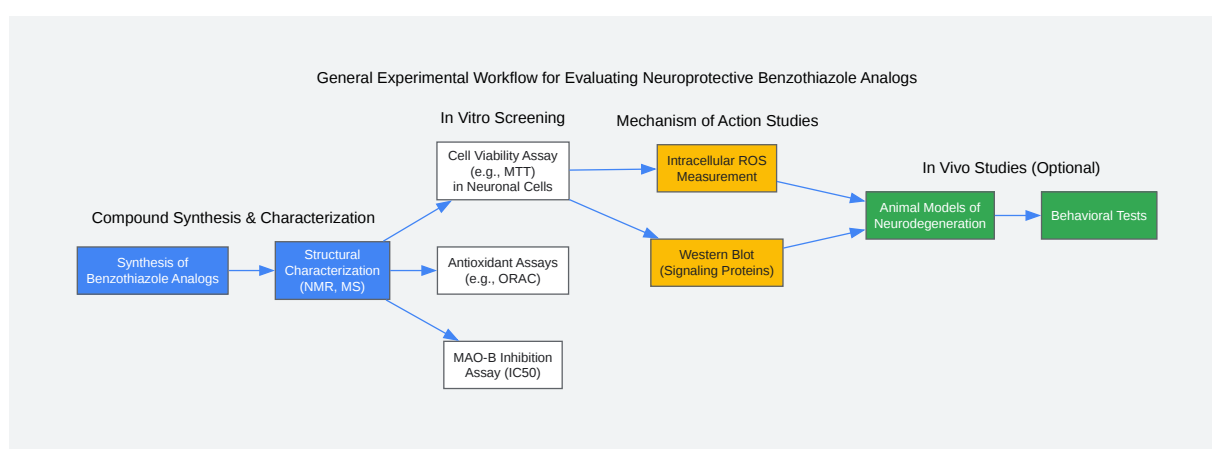 General Experimental Workflow for Evaluating Neuroprotective Benzothiazole Analogs
Compound Synthesis & Characterization
Synthesis of
Benzothiazole Analogs
Structural
Characterization
(NMR, MS)
In Vitro Screening
Cell Viability Assay
(e.g., MTT)
in Neuronal Cells
Antioxidant Assays
(e.g., ORAC)
MAO-B Inhibition
Assay (IC50)
Mechanism of Action Studies
Intracellular ROS
Measurement
Western Blot
(Signaling Proteins)
In Vivo Studies (Optional)
Animal Models of
Neurodegeneration
Behavioral Tests